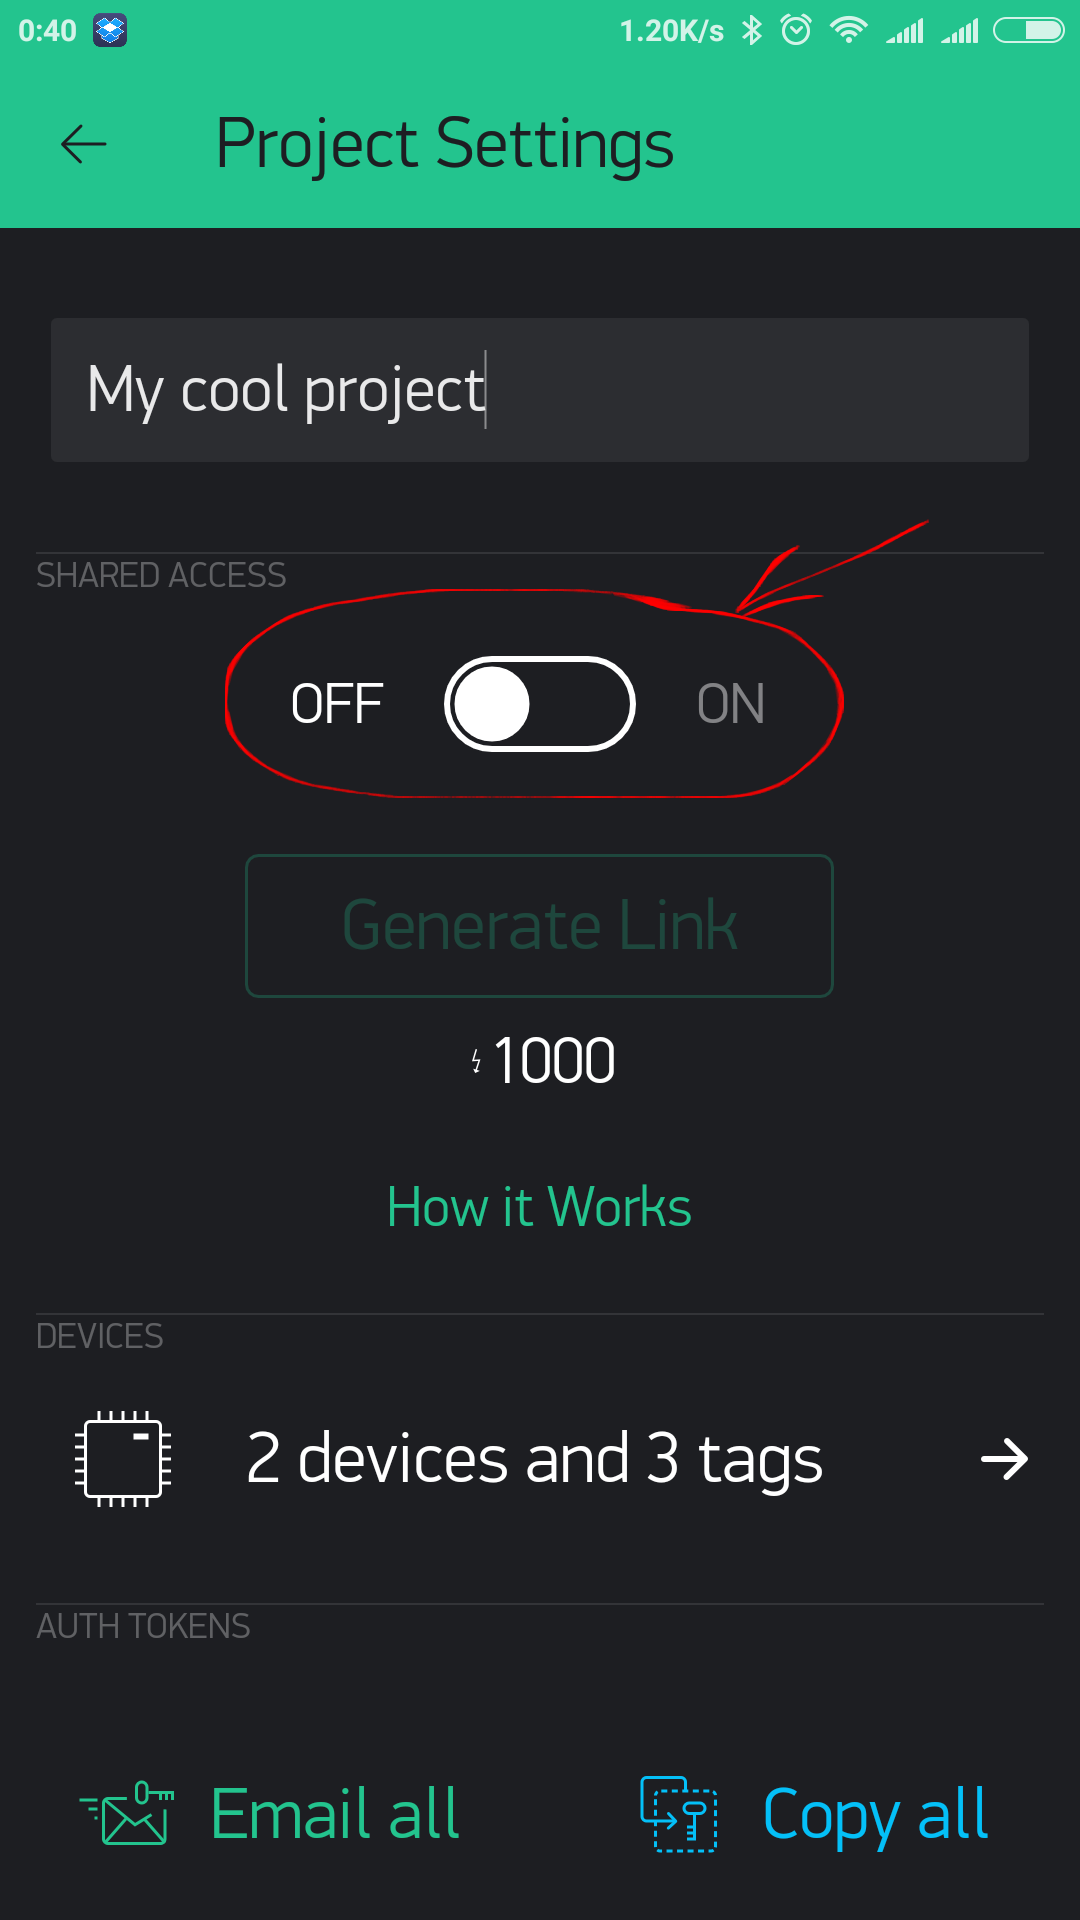 0:40 1.20K/s
Project Settings
My cool project
SHARED ACCESS
OFF ON
Generate Link
1000
How it Works
DEVICES
2 devices and 3 tags
AUTH TOKENS
Email all Copy all